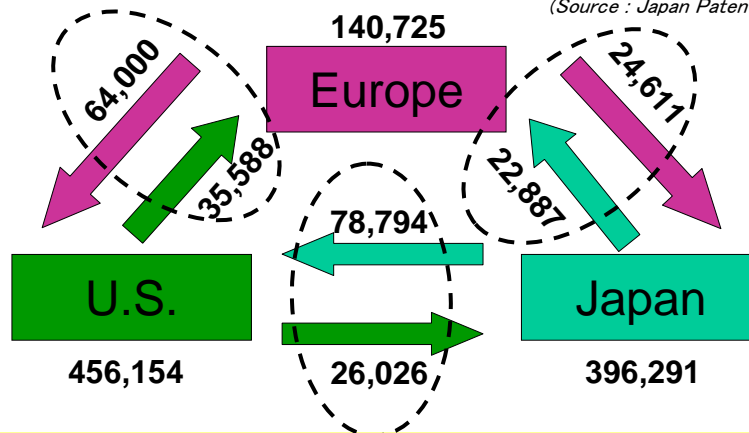 (Source : Japan Paten
140,725
Europe
64,000
35,588
24,611
22,887
78,794
U.S.
Japan
456,154
26,026
396,291